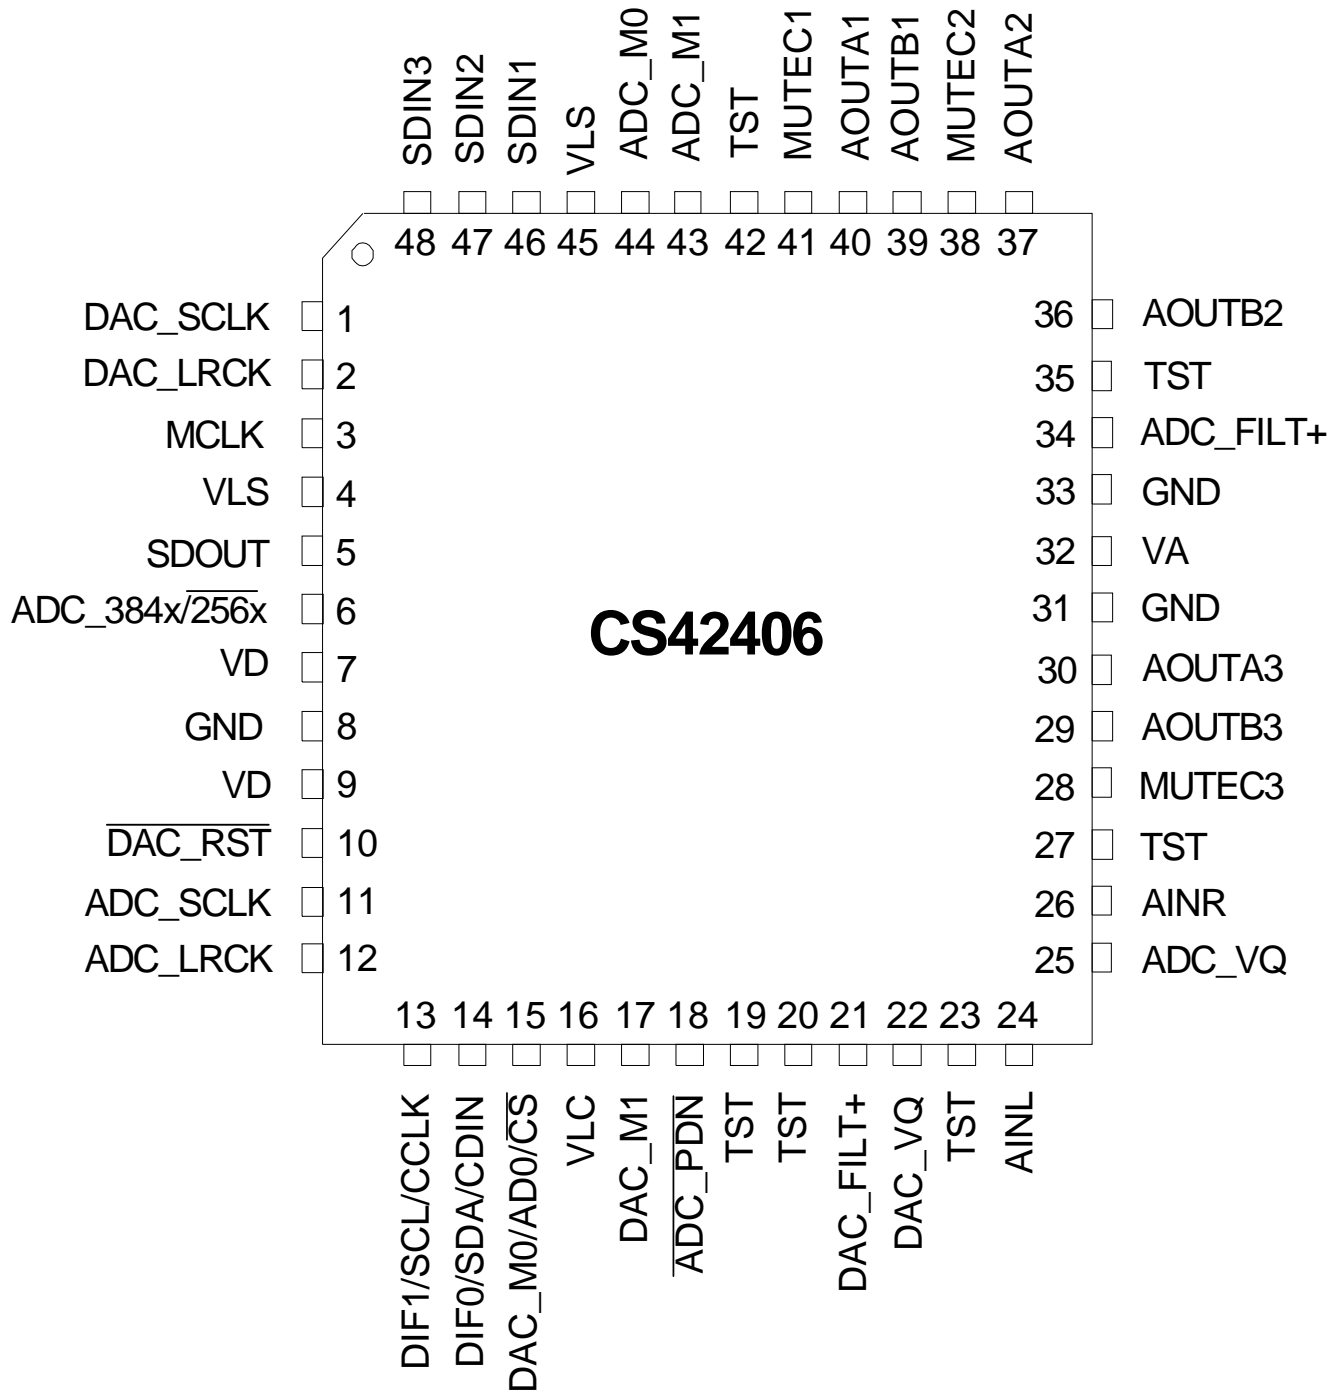 SDIN3
SDIN2
SDIN1
VLS
ADC_M0
ADC_M1
TST
MUTEC1
AOUTA1
AOUTB1
MUTEC2
AOUTA2
48 47 46 45 44 43 42 41 40 39 38 37
DAC_SCLK 1 36 AOUTB2
DAC_LRCK 2 35 TST
MCLK 3 34 ADC_FILT+
VLS 4 33 GND
SDOUT 5 32 VA
ADC_384x/256x 6 31 GND
CS42406
VD 7 30 AOUTA3
GND 8 29 AOUTB3
VD 9 28 MUTEC3
DAC_RST 10 27 TST
ADC_SCLK 11 26 AINR
ADC_LRCK 12 25 ADC_VQ
13 14 15 16 17 18 19 20 21 22 23 24
DIF1/SCL/CCLK
DIF0/SDA/CDIN
DAC_M0/AD0/CS
VLC
DAC_M1
ADC_PDN
TST
TST
DAC_FILT+
DAC_VQ
TST
AINL